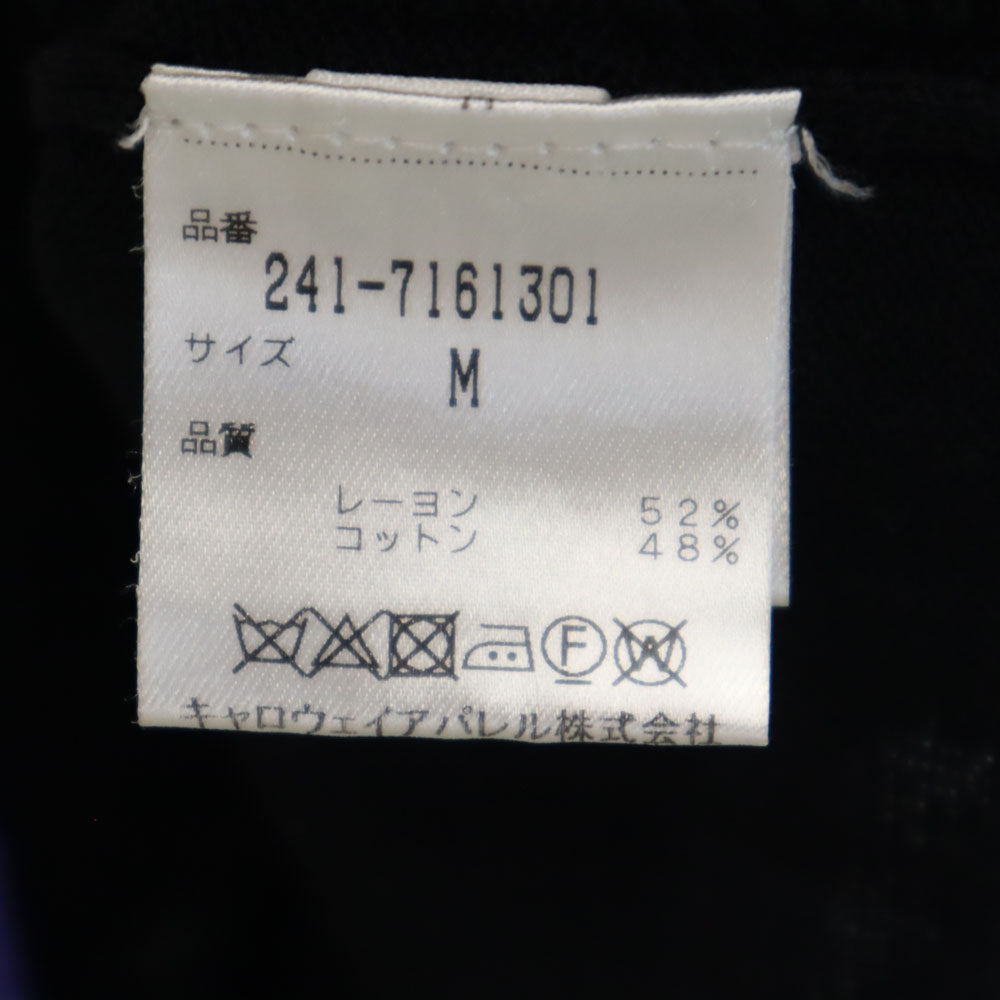 品番
241-7161301
サイズ
M
品質
レーヨン 52%
コットン 48%
F W
キャロウェイアパレル株式会社